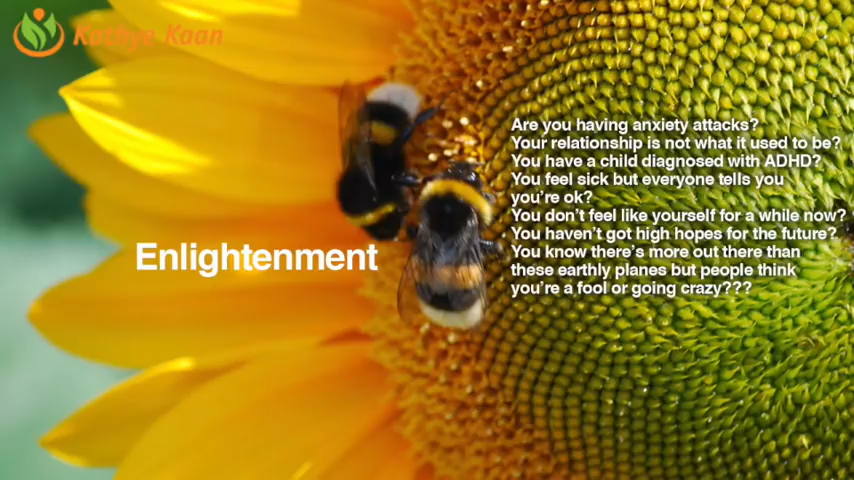 Kathye Kaan
Enlightenment
Are you having anxiety attacks?
Your relationship is not what it used to be?
You have a child diagnosed with ADHD?
You feel sick but everyone tells you
you're ok?
You don't feel like yourself for a while now?
You haven't got high hopes for the future?
You know there's more out there than
these earthly planes but people think
you're a fool or going crazy???